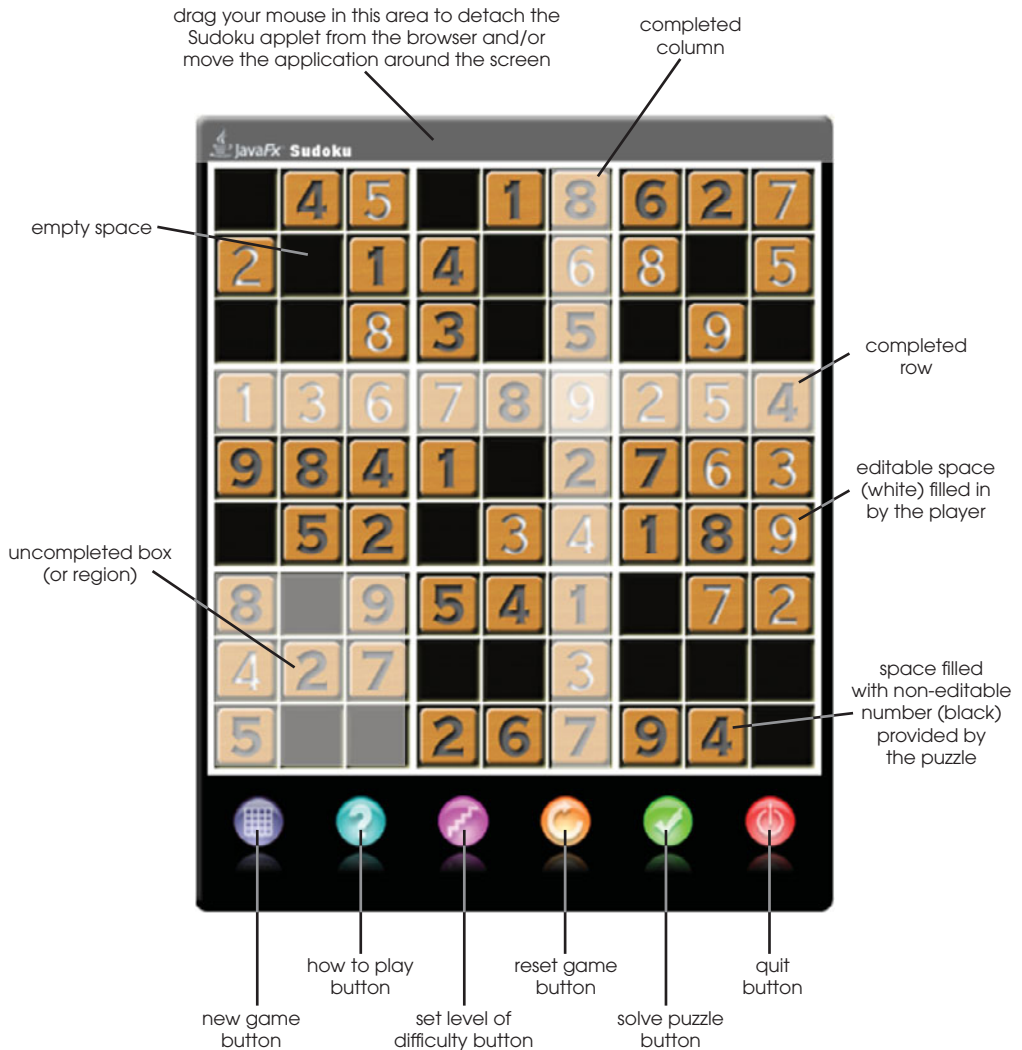 drag your mouse in this area to detach the
Sudoku applet from the browser and/or
move the application around the screen
completed
column
JavaFX Sudoku
4 5 1 8 6 2 7
empty space
2 1 4 6 8 5
8 3 5 9
completed
row
1 3 6 7 8 9 2 5 4
9 8 4 1 2 7 6 3
editable space
(white) filled in
by the player
5 2 3 4 1 8 9
uncompleted box
(or region)
8 9 5 4 1 7 2
4 2 7 3
space filled
with non-editable
number (black)
provided by
the puzzle
5 2 6 7 9 4
?
how to play
button
reset game
button
quit
button
new game
button
set level of
difficulty button
solve puzzle
button